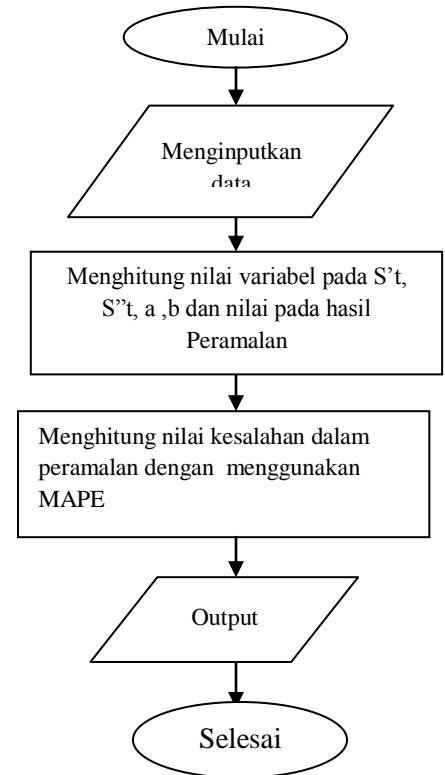 Mulai
Menginputkan
data
Menghitung nilai variabel pada S’t,
S”t, a ,b dan nilai pada hasil
Peramalan
Menghitung nilai kesalahan dalam
peramalan dengan menggunakan
MAPE
Output
Selesai